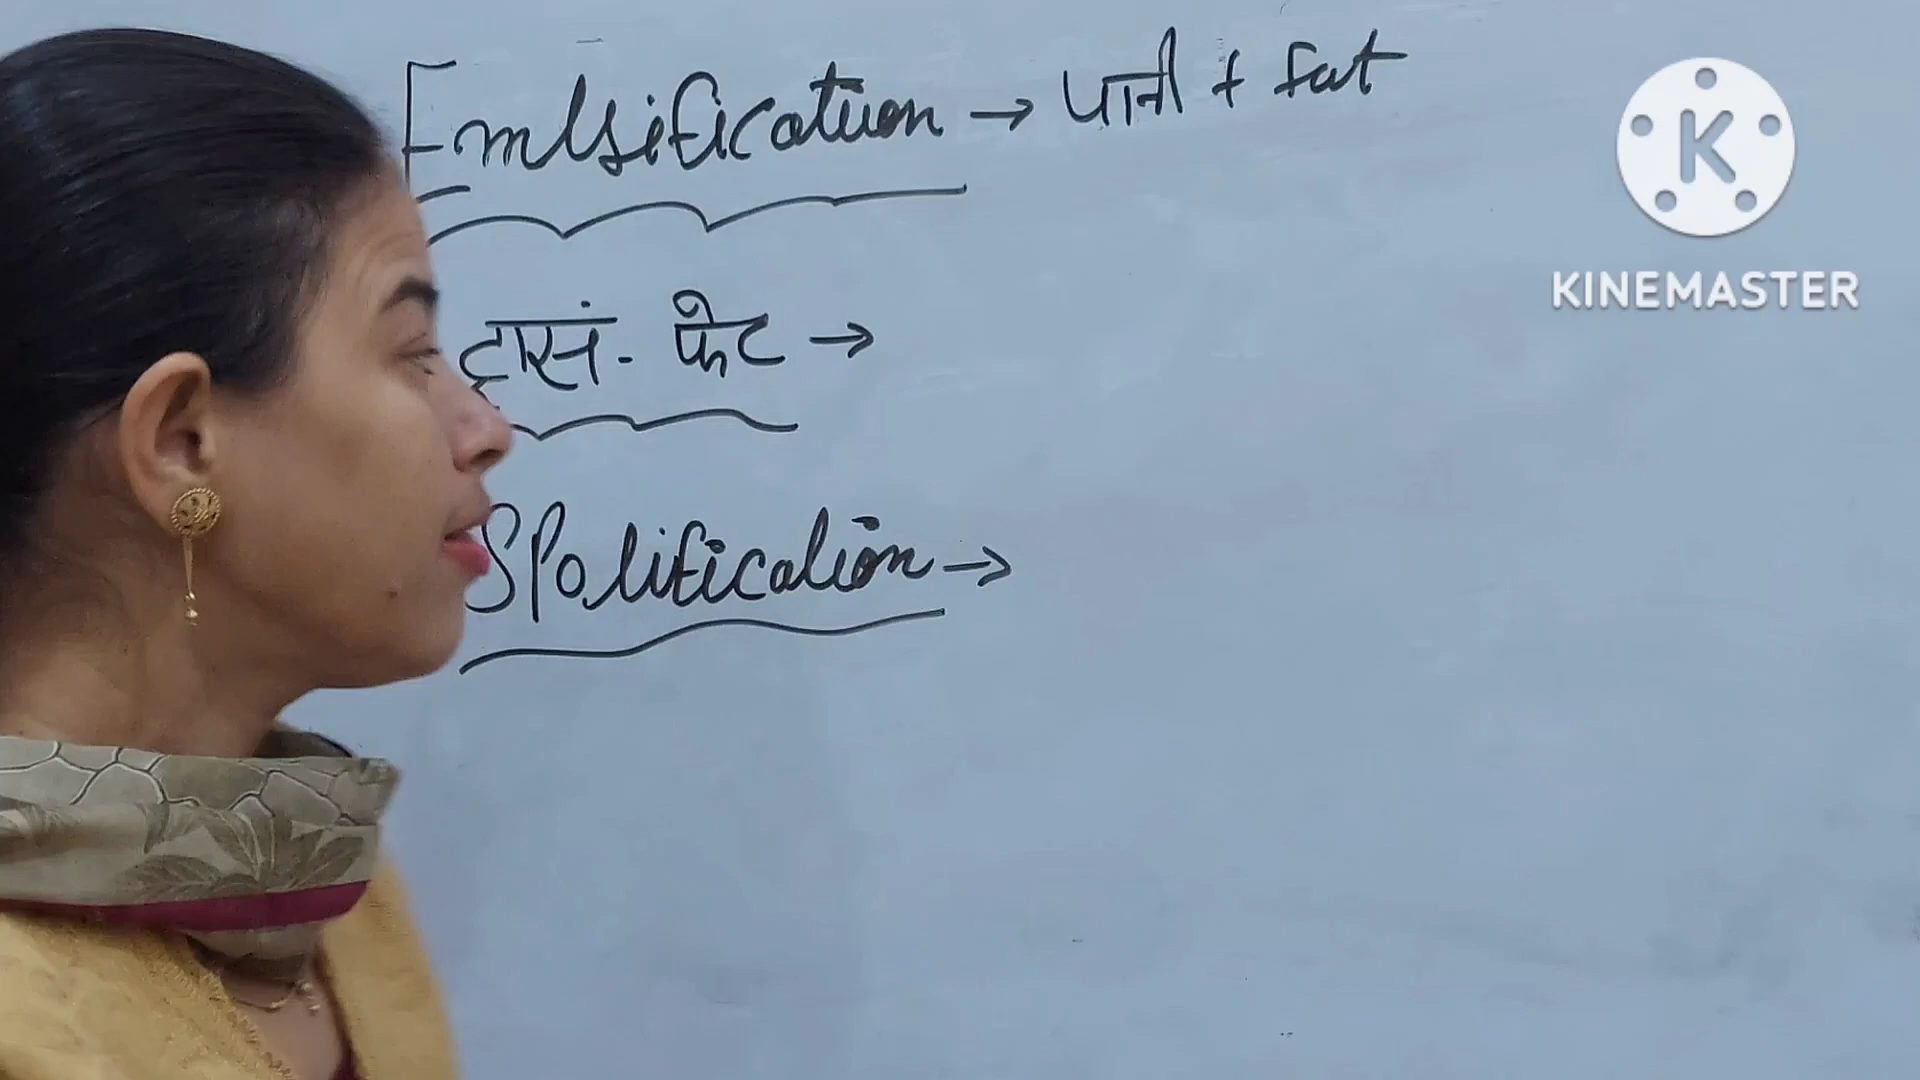 Emlsification → पानी + fat
ट्रासं - फेट →
SPolification →
K
KINEMASTER